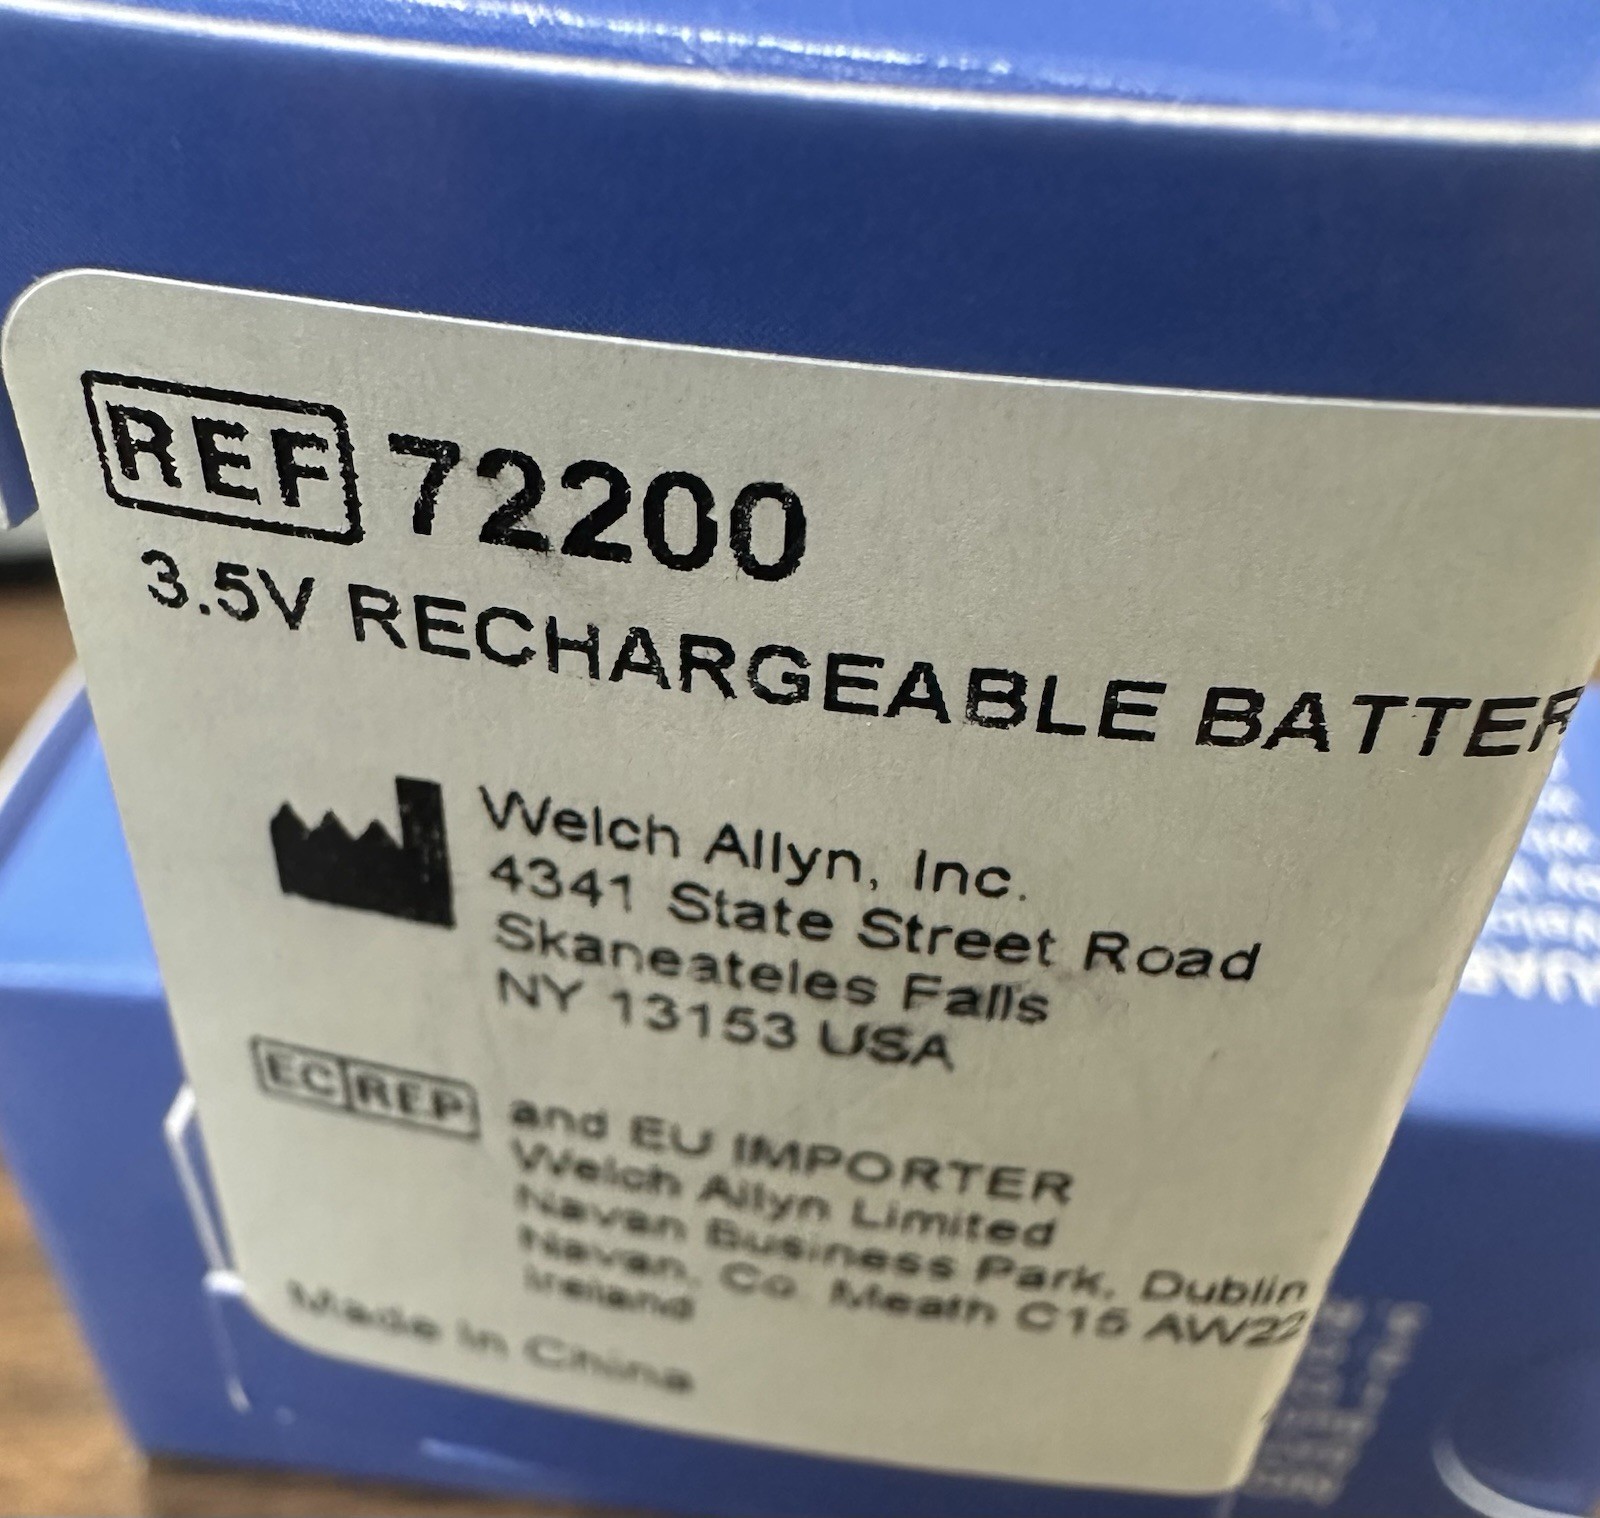 REF 72200
3.5V RECHARGEABLE BATTER
Welch Allyn, Inc.
4341 State Street Road
Skaneateles Falls
NY 13153 USA
EC REP and EU IMPORTER
Welch Allyn Limited
Navan Business Park, Dublin
Navan, Co. Meath C15 AW22
Ireland
Made in China